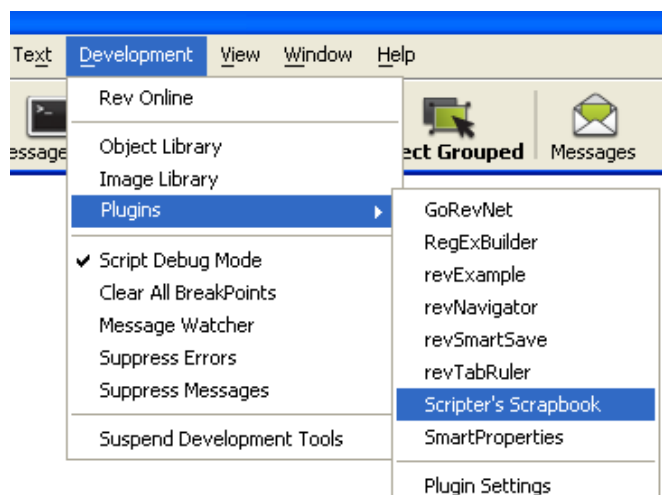 Text Development View Window Help
Rev Online
Object Library
Image Library
Plugins
Script Debug Mode
Clear All BreakPoints
Message Watcher
Suppress Errors
Suppress Messages
Suspend Development Tools
essage
ect Grouped
Messages
GoRevNet
RegExBuilder
revExample
revNavigator
revSmartSave
revTabRuler
Scripter's Scrapbook
SmartProperties
Plugin Settings